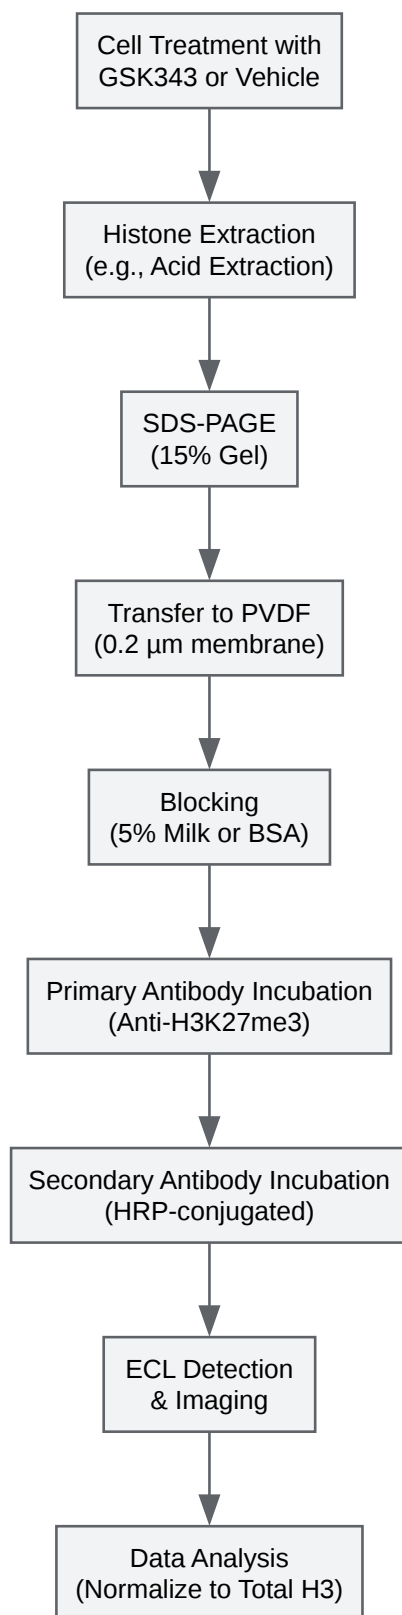 Cell Treatment with
GSK343 or Vehicle
Histone Extraction
(e.g., Acid Extraction)
SDS-PAGE
(15% Gel)
Transfer to PVDF
(0.2 µm membrane)
Blocking
(5% Milk or BSA)
Primary Antibody Incubation
(Anti-H3K27me3)
Secondary Antibody Incubation
(HRP-conjugated)
ECL Detection
& Imaging
Data Analysis
(Normalize to Total H3)